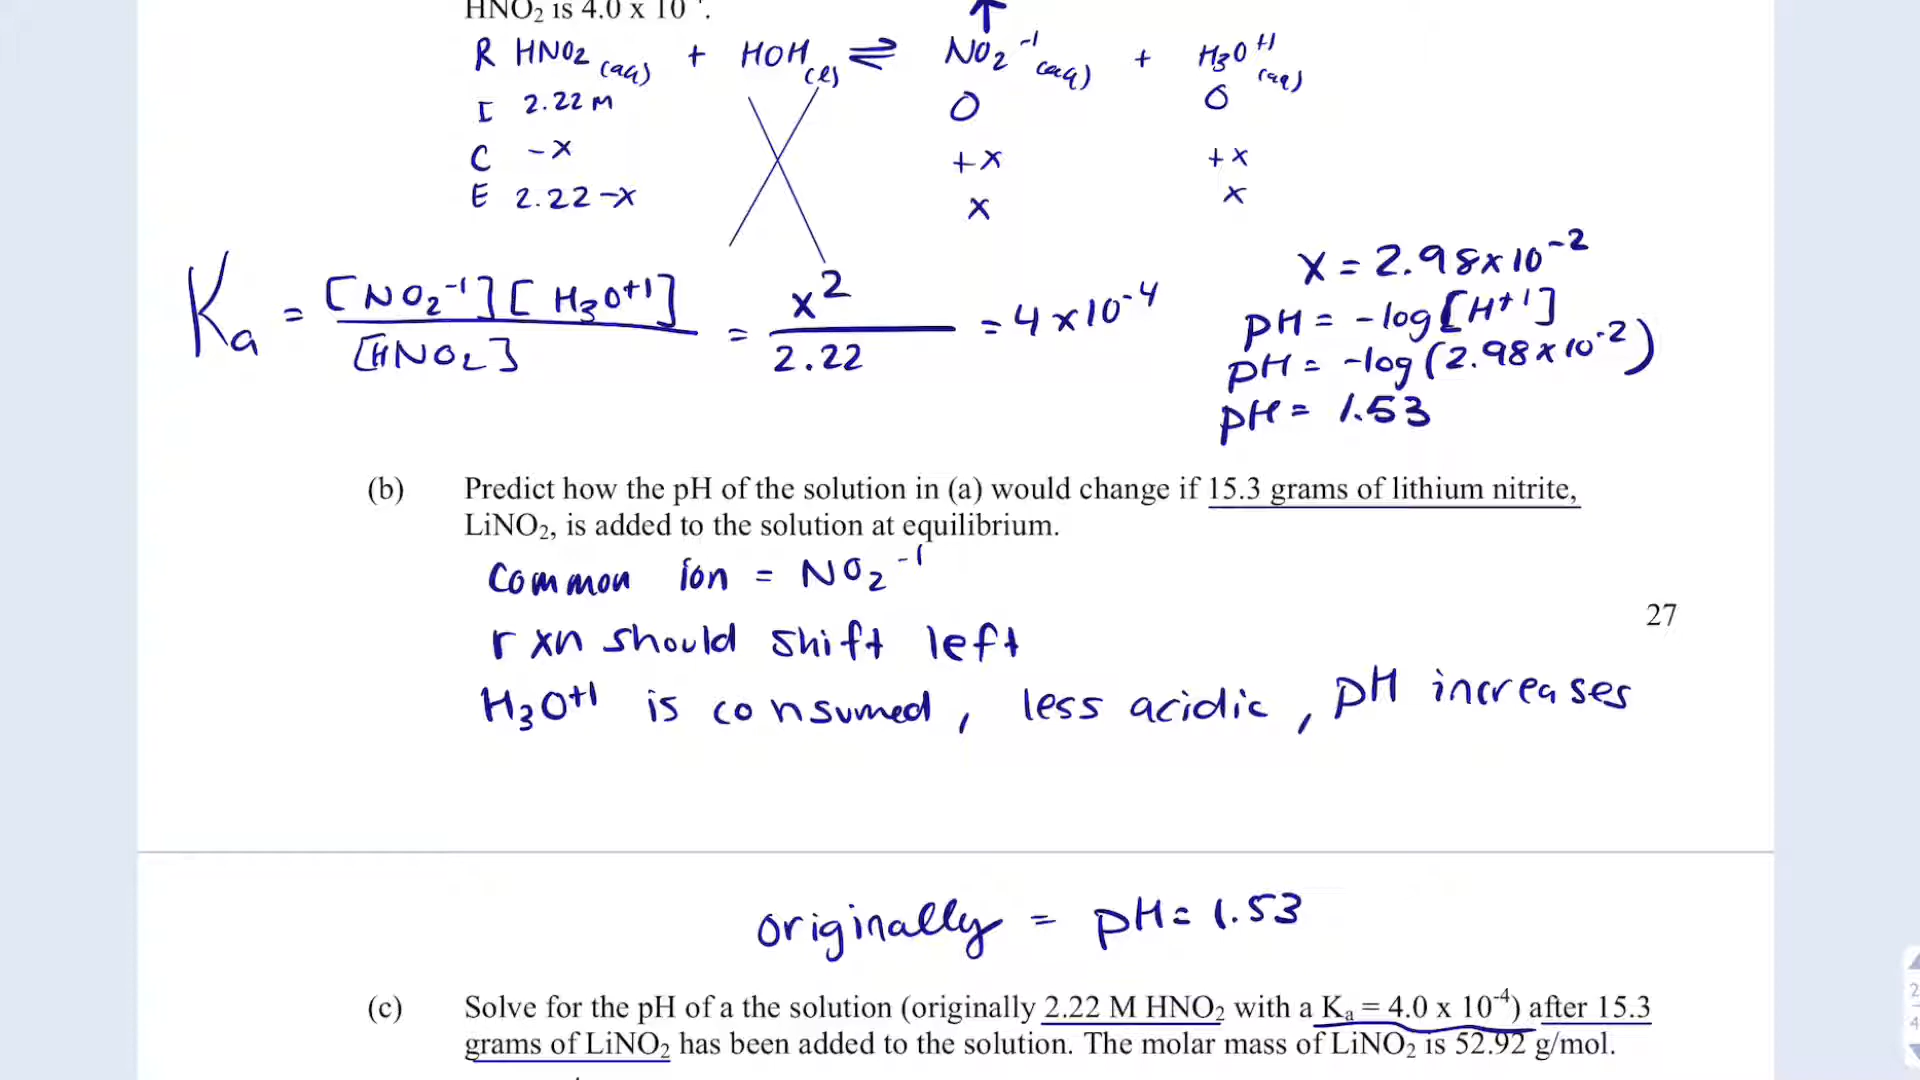 HNO₂ is 4.0 x 10
R HNO₂ (aq) + HOH (l) ⇌ NO₂⁻¹ (aq) + H₃O⁺¹ (aq)
I 2.22 M 0 0
C -x +x +x
E 2.22-x x x
Ka = [NO₂⁻¹][H₃O⁺¹] / [HNO₂] = x² / 2.22 = 4x10⁻⁴
x = 2.98x10⁻²
pH = -log[H⁺¹]
pH = -log(2.98x10⁻²)
pH = 1.53
(b) Predict how the pH of the solution in (a) would change if 15.3 grams of lithium nitrite,
LiNO₂, is added to the solution at equilibrium.
Common ion = NO₂⁻¹
27
rxn should shift left
H₃O⁺¹ is consumed, less acidic, pH increases
originally = pH = 1.53
(c) Solve for the pH of a the solution (originally 2.22 M HNO₂ with a Kₐ = 4.0 x 10⁻⁴) after 15.3
grams of LiNO₂ has been added to the solution. The molar mass of LiNO₂ is 52.92 g/mol.